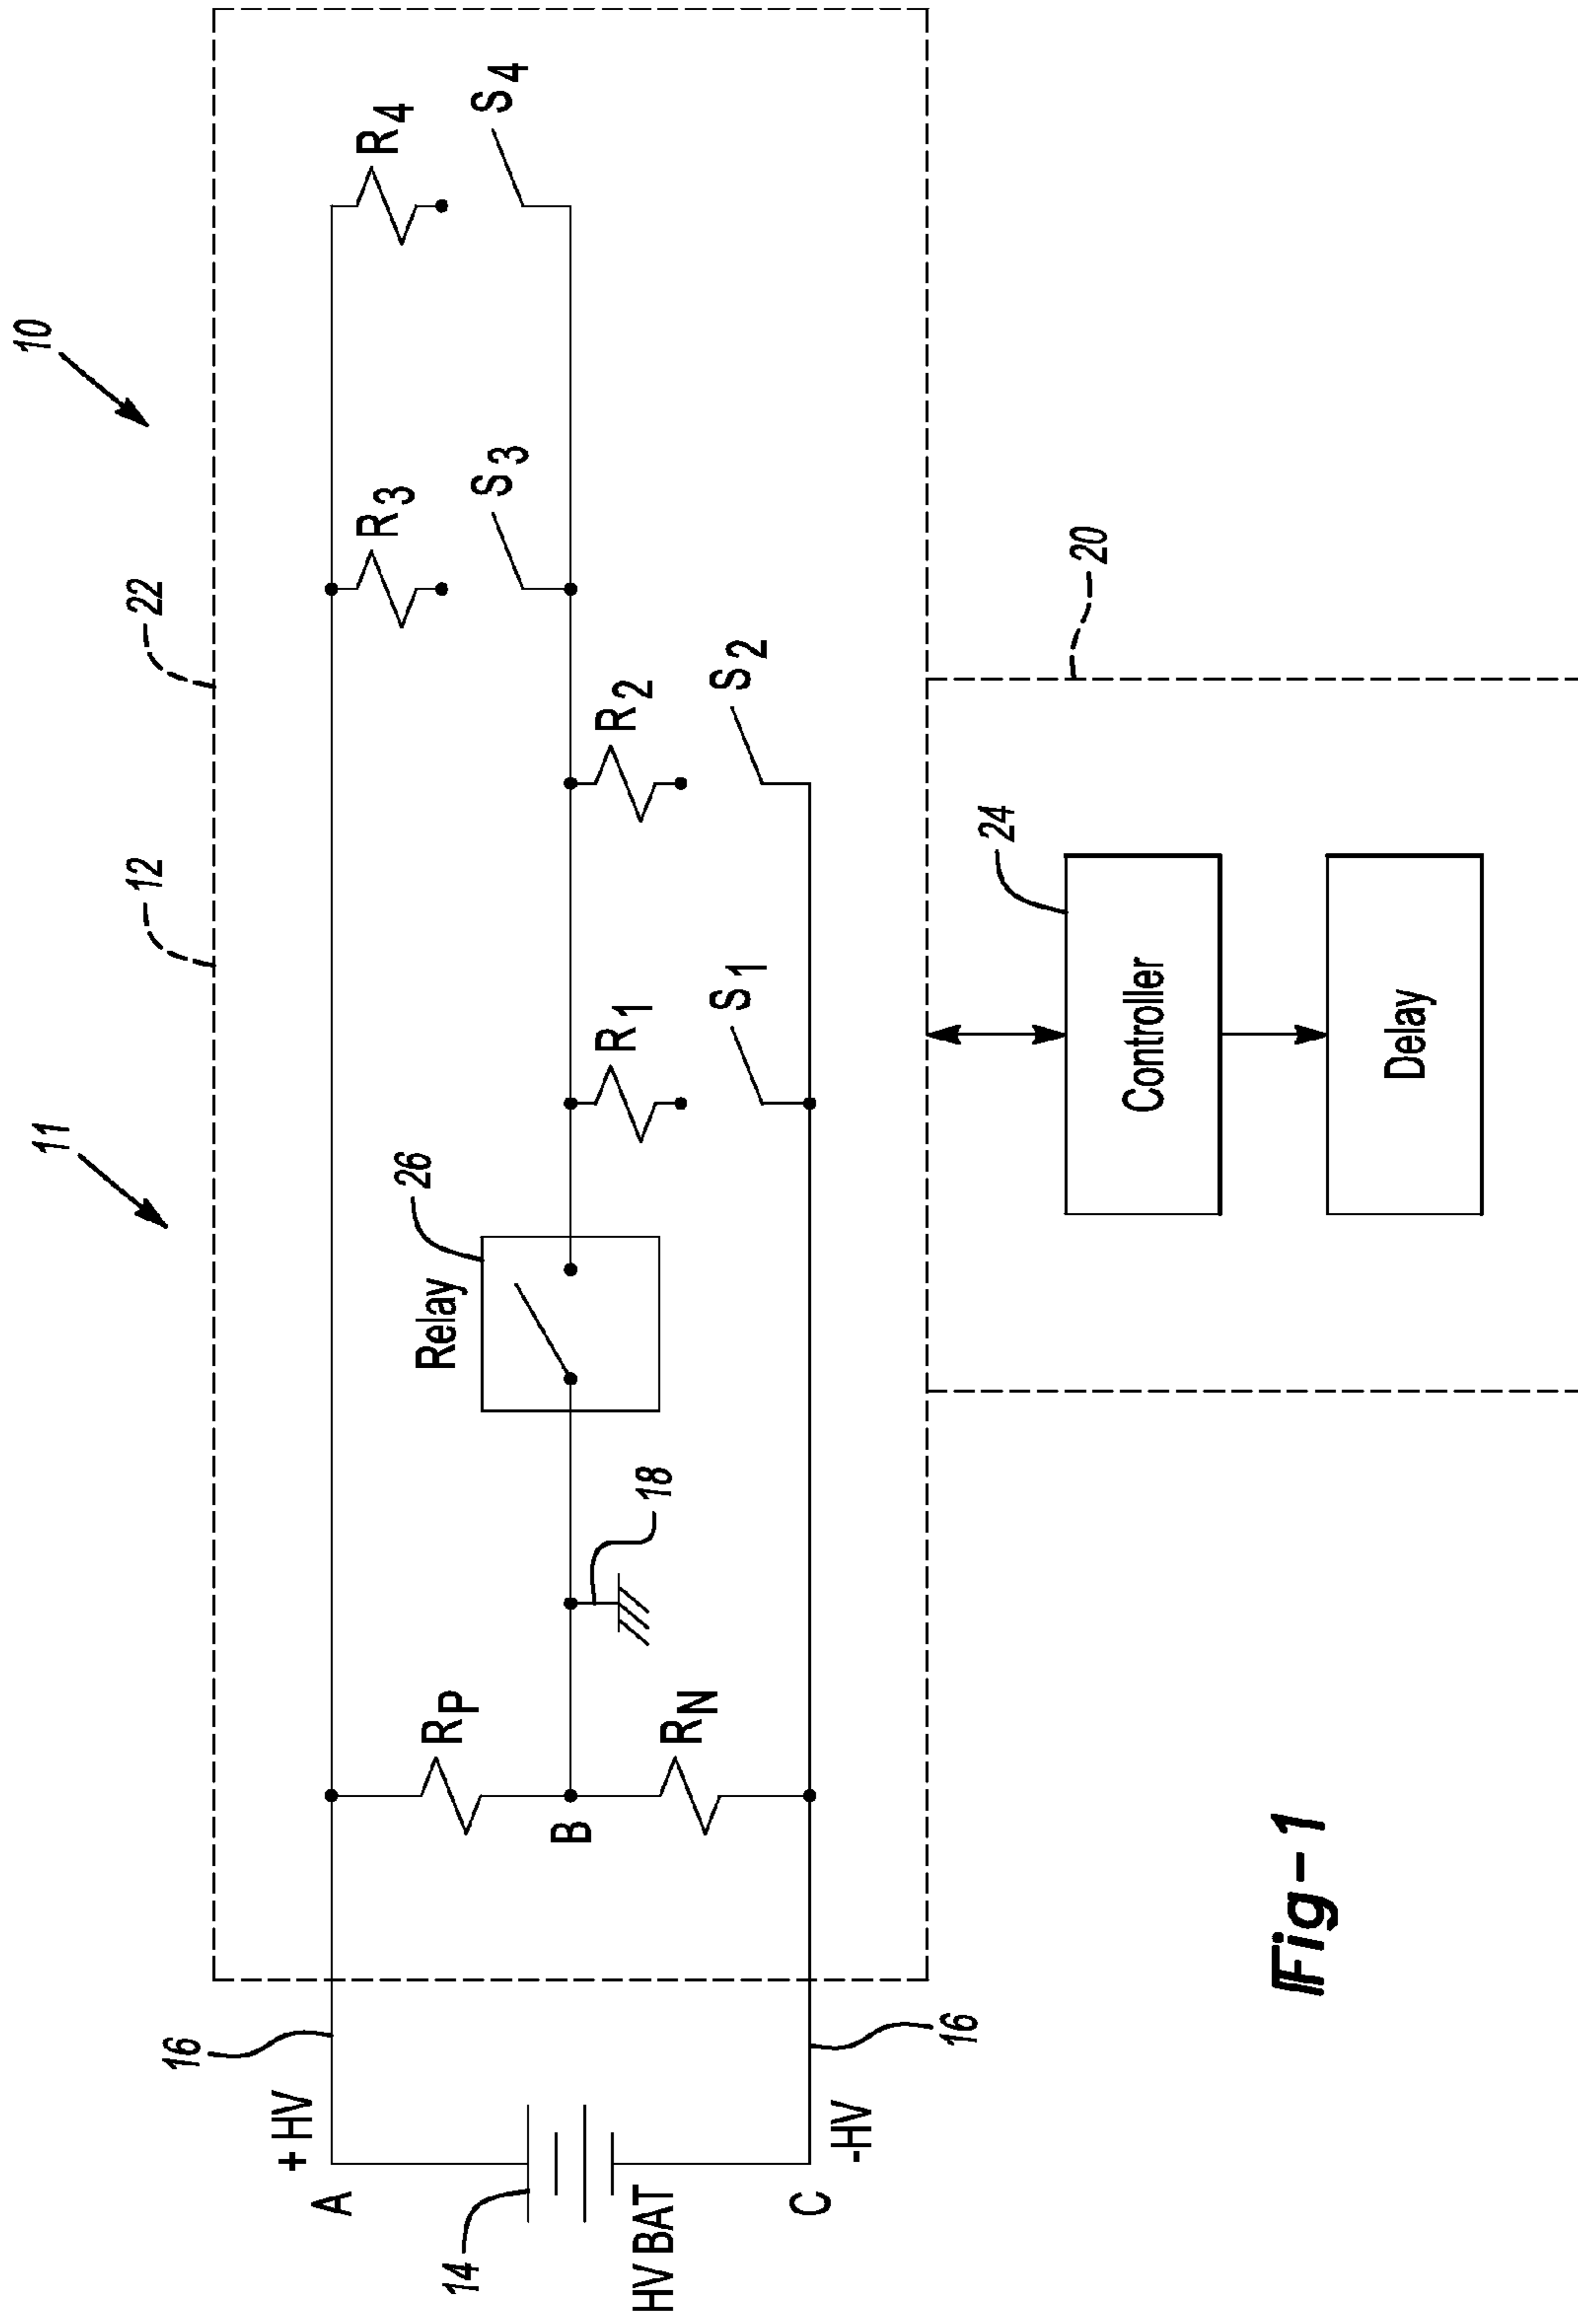 10
11
12
22
+ HV
16
A
R4
R3
S4
S3
14
Relay
26
RP
B
18
R1
R2
S1
S2
RN
HV BAT
C
-HV
16
20
24
Controller
Delay
Fig-1